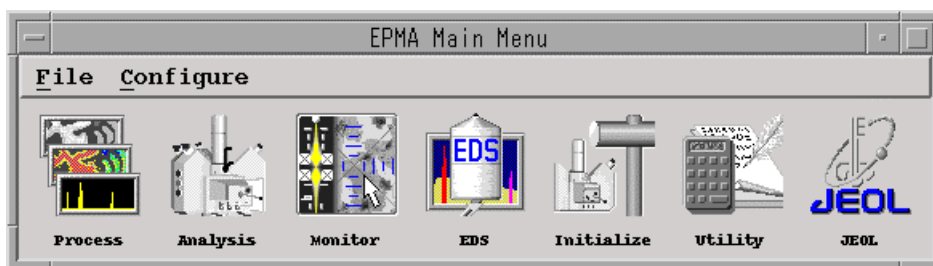 EPMA Main Menu
File Configure
EDS
JEOL
Process Analysis Monitor EDS Initialize Utility JEOL